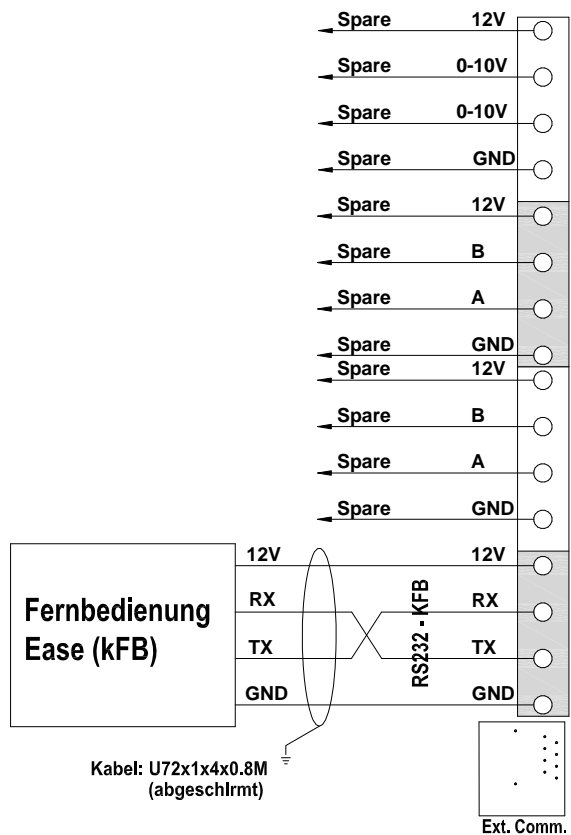 Spare 12V
Spare 0-10V
Spare 0-10V
Spare GND
Spare 12V
Spare B
Spare A
Spare GND
Spare 12V
Spare B
Spare A
Spare GND
12V 12V
Fernbedienung
Ease (kFB)
RX RX
TX TX
GND GND
RS232 - KFB
Kabel: U72x1x4x0.8M
(abgeschlrmt)
Ext. Comm.